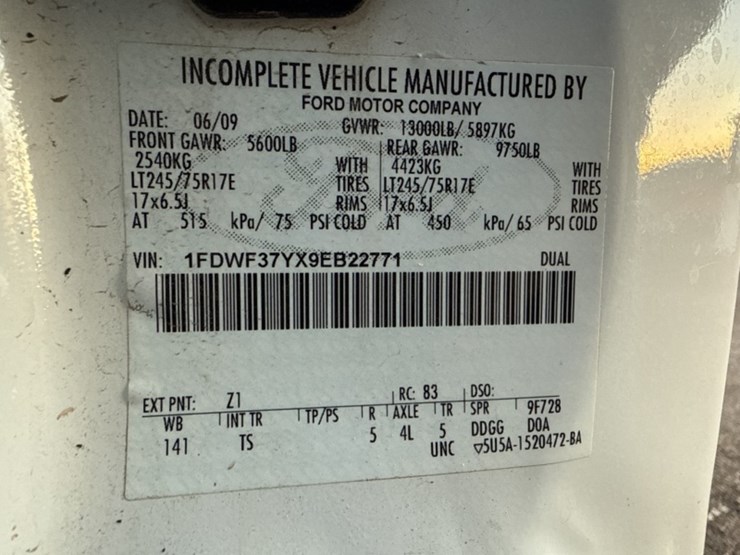 INCOMPLETE VEHICLE MANUFACTURED BY
FORD MOTOR COMPANY
DATE: 06/09 GVWR: 13000LB/ 5897KG
FRONT GAWR: 5600LB REAR GAWR: 9750LB
2540KG WITH 4423KG WITH
LT245/75R17E TIRES LT245/75R17E TIRES
17x6.5J RIMS 17x6.5J RIMS
AT 515 kPa/ 75 PSI COLD AT 450 kPa/ 65 PSI COLD
VIN: 1FDWF37YX9EB22771 DUAL
EXT PNT: Z1 RC: 83 DSO:
WB INT TR TP/PS R AXLE TR SPR 9F728
141 TS 5 4L 5 DDGG DOA
UNC ▽5U5A-1520472-BA